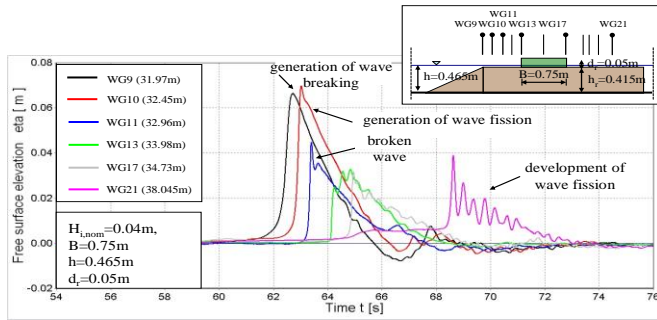 WG11
WG9
WG13 WG17
WG21
WG10
h=0.465m
B=0.75m
dᵣ=0.05m
hᵣ=0.415m
Free surface elevation eta [ m ]
0.08
0.06
0.04
0.02
0.00
-0.02
WG9 (31.97m)
WG10 (32.45m)
WG11 (32.96m)
WG13 (33.98m)
WG17 (34.73m)
WG21 (38.045m)
Hᵢ,nom=0.04m,
B=0.75m
h=0.465m
dᵣ=0.05m
generation of wave
breaking
generation of wave fission
broken
wave
development of
wave fission
54 56 58 60 62 64 66 68 70 72 74 76
Time t [s]